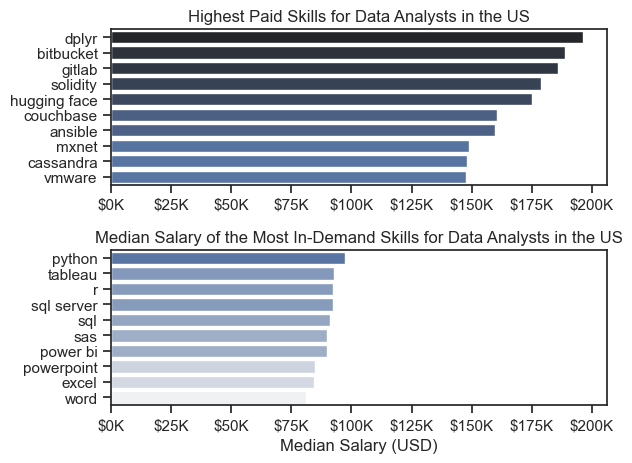 Highest Paid Skills for Data Analysts in the US
dplyr
bitbucket
gitlab
solidity
hugging face
couchbase
ansible
mxnet
cassandra
vmware
$0K $25K $50K $75K $100K $125K $150K $175K $200K
Median Salary of the Most In-Demand Skills for Data Analysts in the US
python
tableau
r
sql server
sql
sas
power bi
powerpoint
excel
word
$0K $25K $50K $75K $100K $125K $150K $175K $200K
Median Salary (USD)